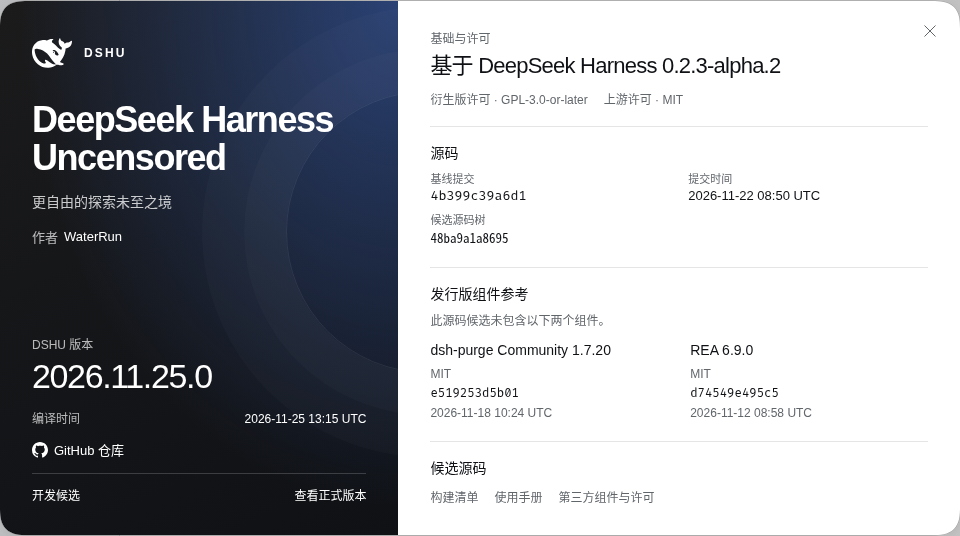 DSHU
DeepSeek Harness
Uncensored
更自由的探索未至之境
作者 WaterRun
DSHU 版本
2026.11.25.0
编译时间 2026-11-25 13:15 UTC
GitHub 仓库
开发候选 查看正式版本
基础与许可
基于 DeepSeek Harness 0.2.3-alpha.2
衍生版许可 · GPL-3.0-or-later 上游许可 · MIT
源码
基线提交 提交时间
4b399c39a6d1 2026-11-22 08:50 UTC
候选源码树
48ba9a1a8695
发行版组件参考
此源码候选未包含以下两个组件。
dsh-purge Community 1.7.20 REA 6.9.0
MIT MIT
e519253d5b01 d74549e495c5
2026-11-18 10:24 UTC 2026-11-12 08:58 UTC
候选源码
构建清单 使用手册 第三方组件与许可